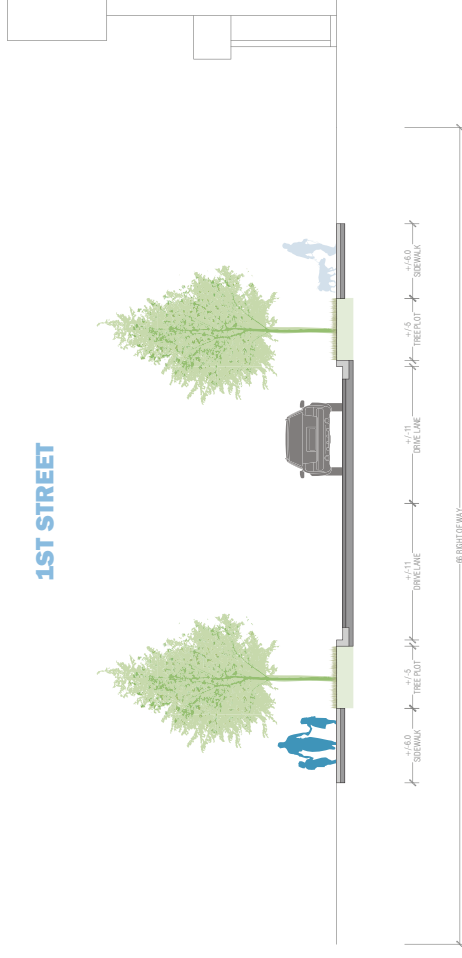 1ST STREET
+/-6.0
SIDEWALK
+/-5
TREE PLOT
+/-11
DRIVE LANE
+/-11
DRIVE LANE
+/-5
TREE PLOT
+/-6.0
SIDEWALK
66 RIGHT OF WAY